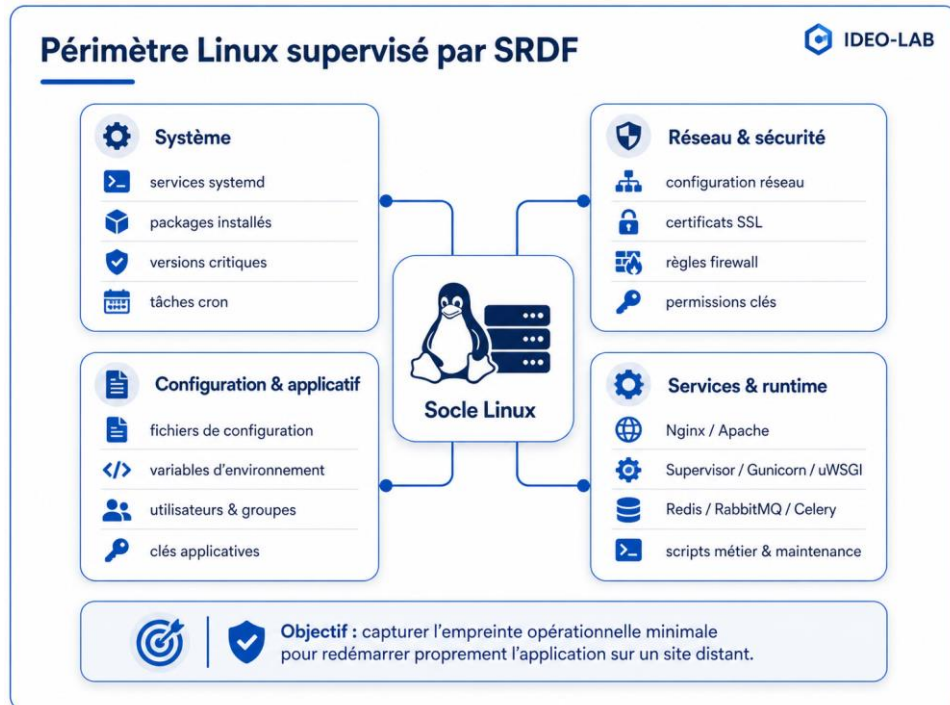 Périmètre Linux supervisé par SRDF
IDEO-LAB
Système
services systemd
packages installés
versions critiques
tâches cron
Réseau & sécurité
configuration réseau
certificats SSL
règles firewall
permissions clés
Socle Linux
Configuration & applicatif
fichiers de configuration
variables d’environnement
utilisateurs & groupes
clés applicatives
Services & runtime
Nginx / Apache
Supervisor / Gunicorn / uWSGI
Redis / RabbitMQ / Celery
scripts métier & maintenance
Objectif : capturer l’empreinte opérationnelle minimale
pour redémarrer proprement l’application sur un site distant.